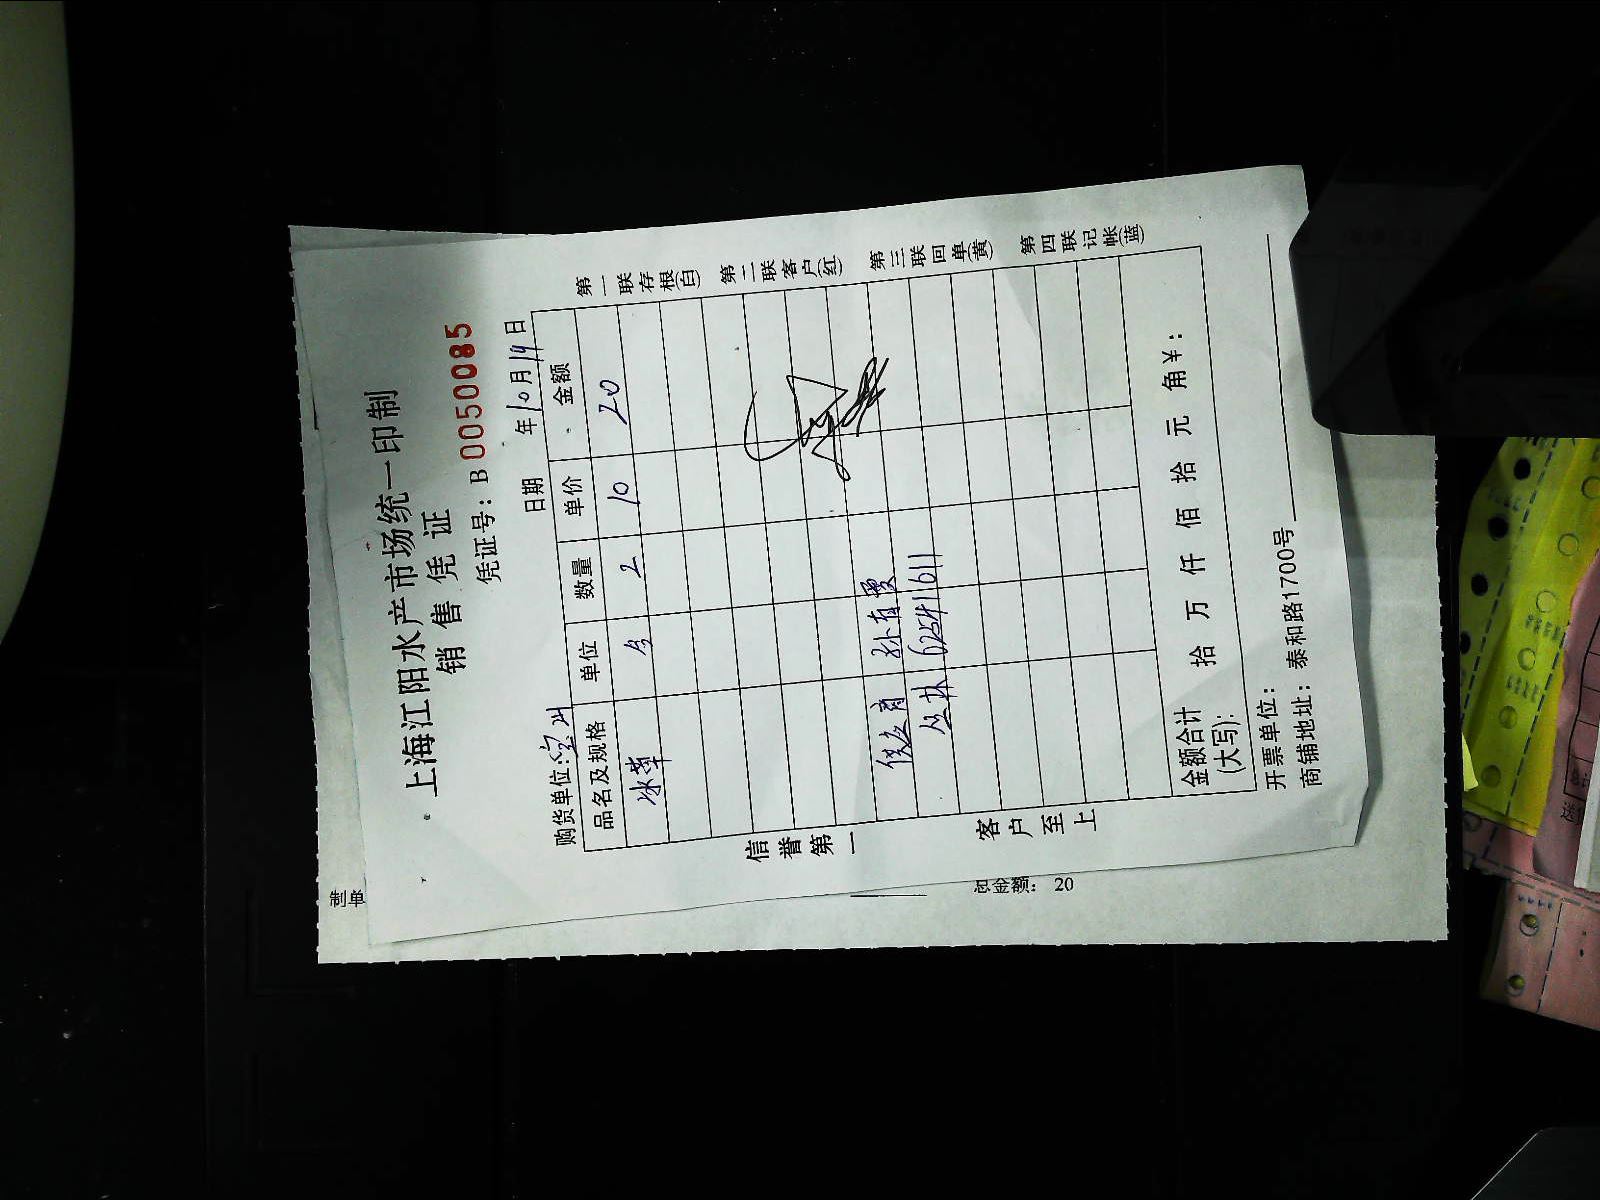 上海江阳水产市场统一印制
销售凭证
凭证号：B 0050085
日期 年10月14日
购货单位:
品名及规格 单位 数量 单价 金额
冰草 2 10 20
62541611
金额合计(大写): 拾 万 仟 佰 拾 元 角¥:
开票单位:
商铺地址: 泰和路1700号
信誉第一
客户至上
第一联存根(白)
第二联客户(红)
第三联回单(黄)
第四联记帐(蓝)
制单
总金额: 20